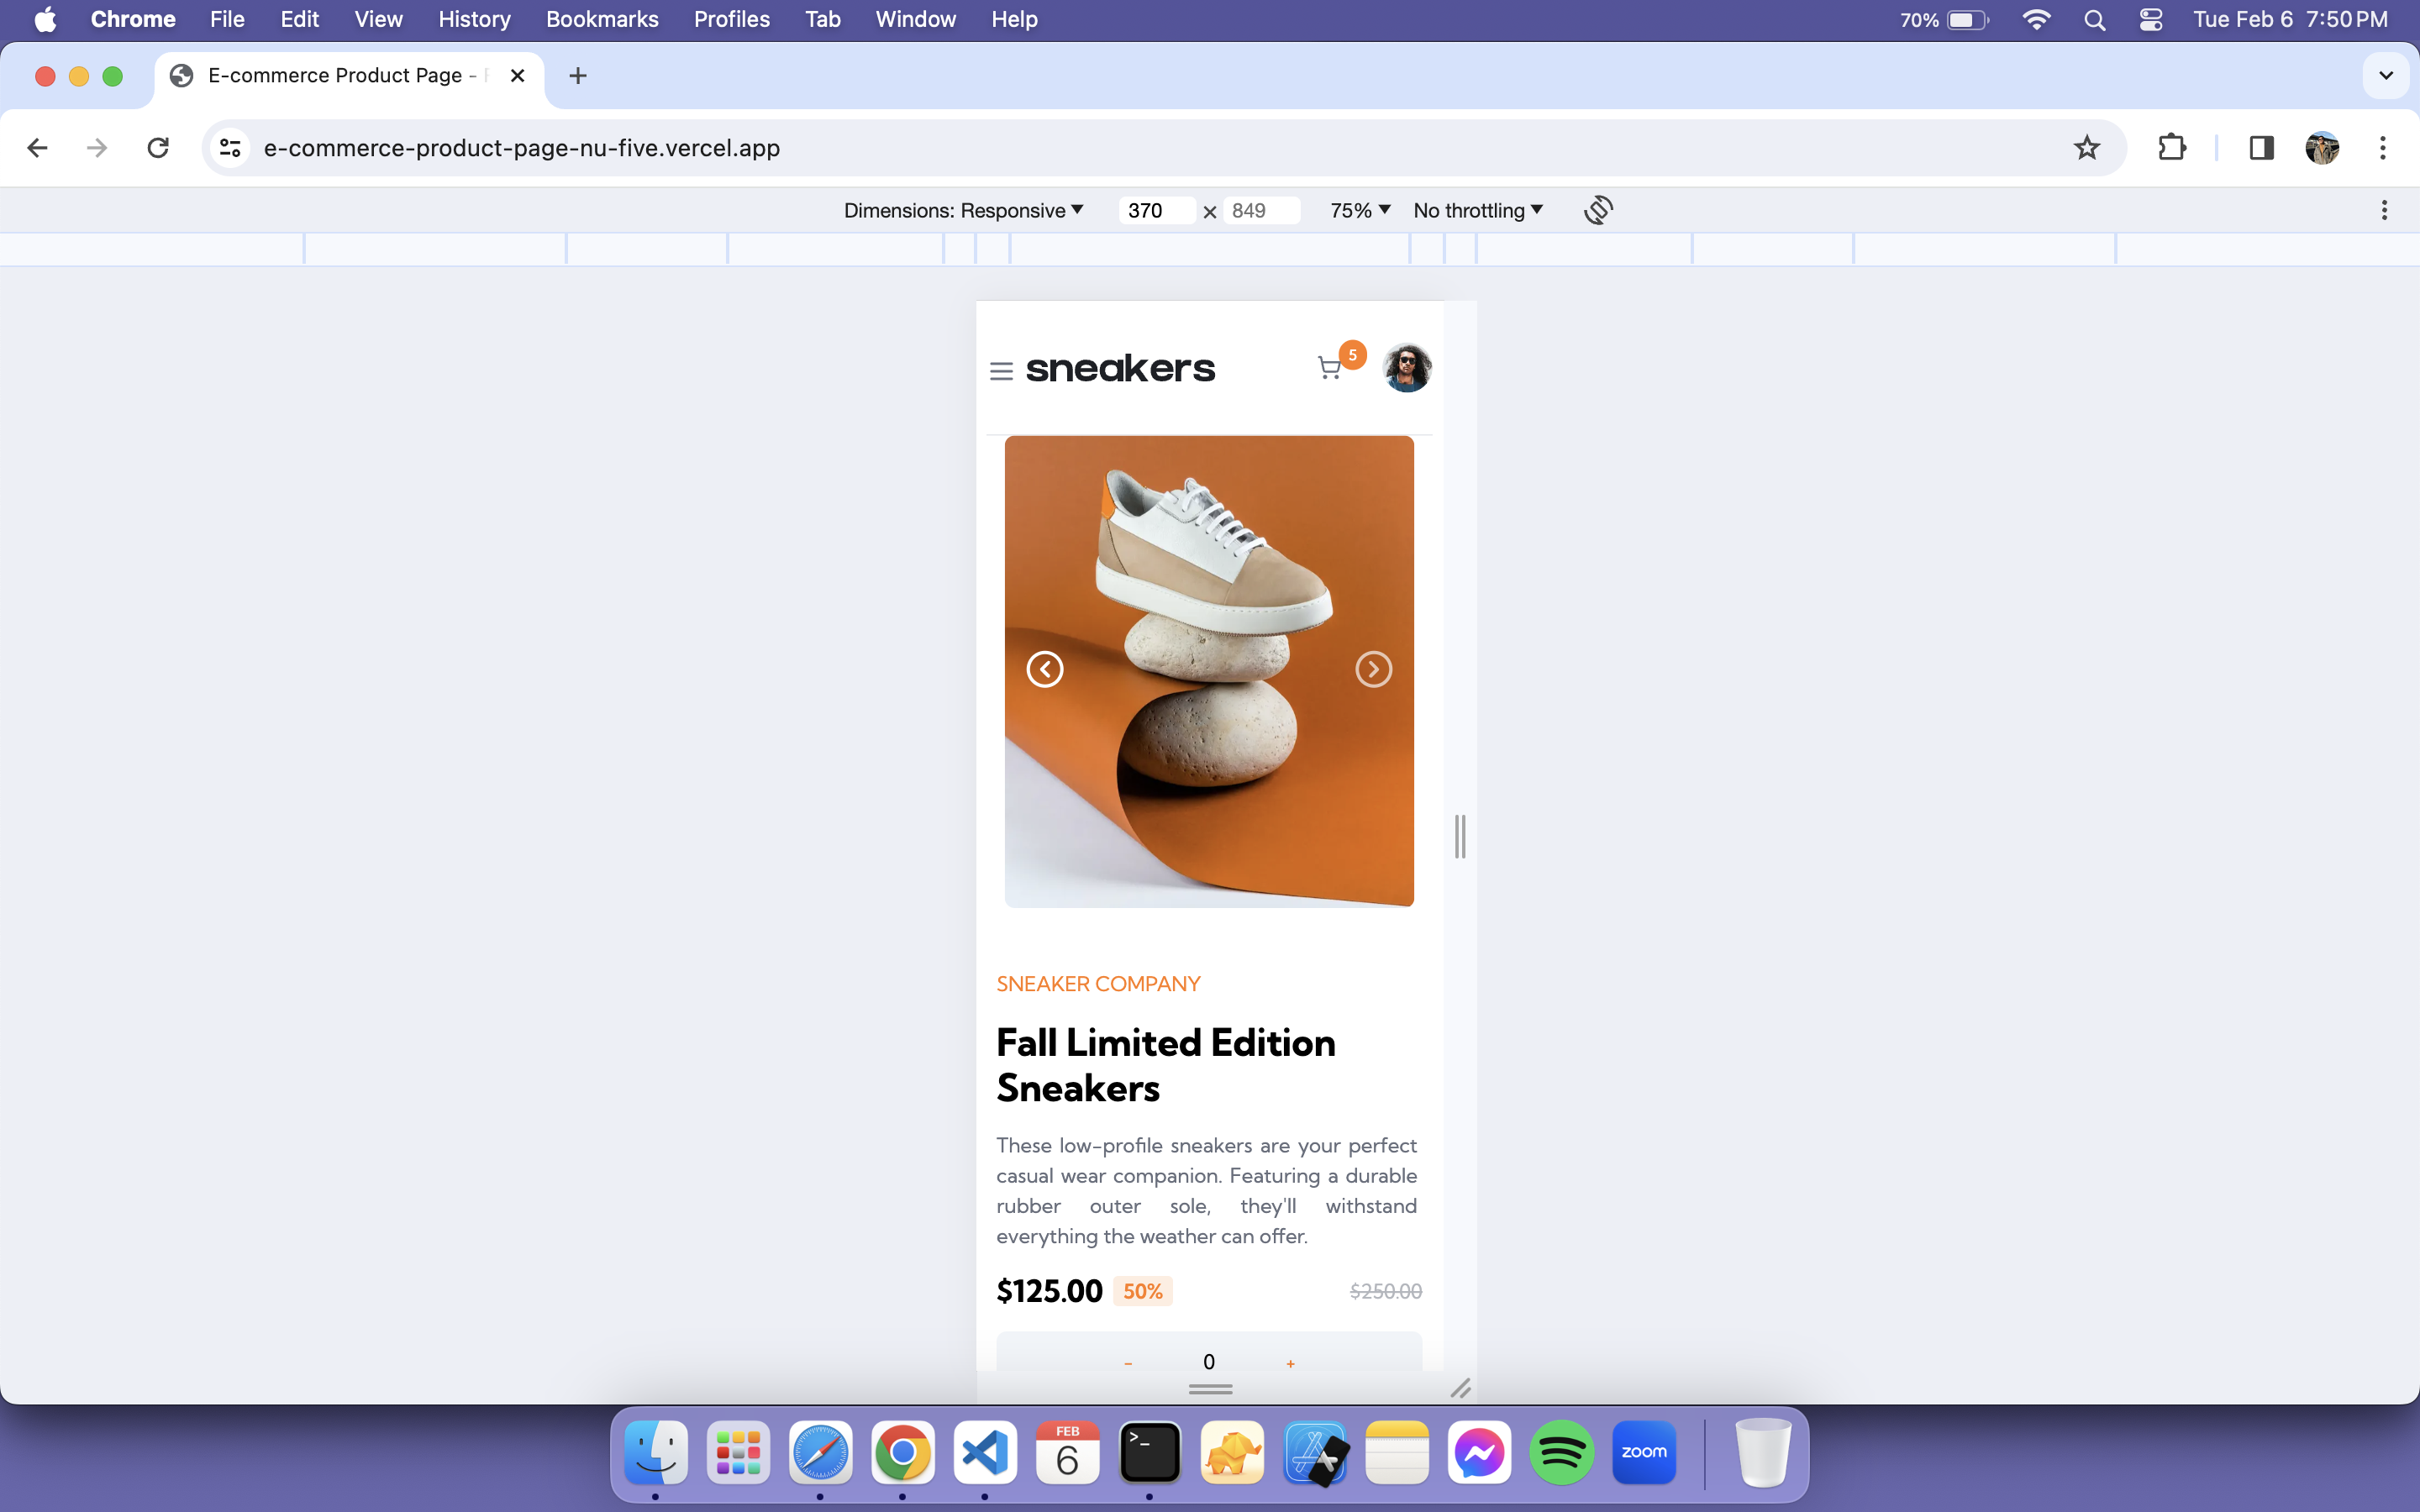 Chrome File Edit View History Bookmarks Profiles Tab Window Help 70% Tue Feb 6 7:50 PM
E-commerce Product Page -
e-commerce-product-page-nu-five.vercel.app
Dimensions: Responsive 370 × 849 75% No throttling
sneakers 5
SNEAKER COMPANY
Fall Limited Edition
Sneakers
These low-profile sneakers are your perfect
casual wear companion. Featuring a durable
rubber outer sole, they'll withstand
everything the weather can offer.
$125.00 50% $250.00
- 0 +
FEB
6
>_
zoom